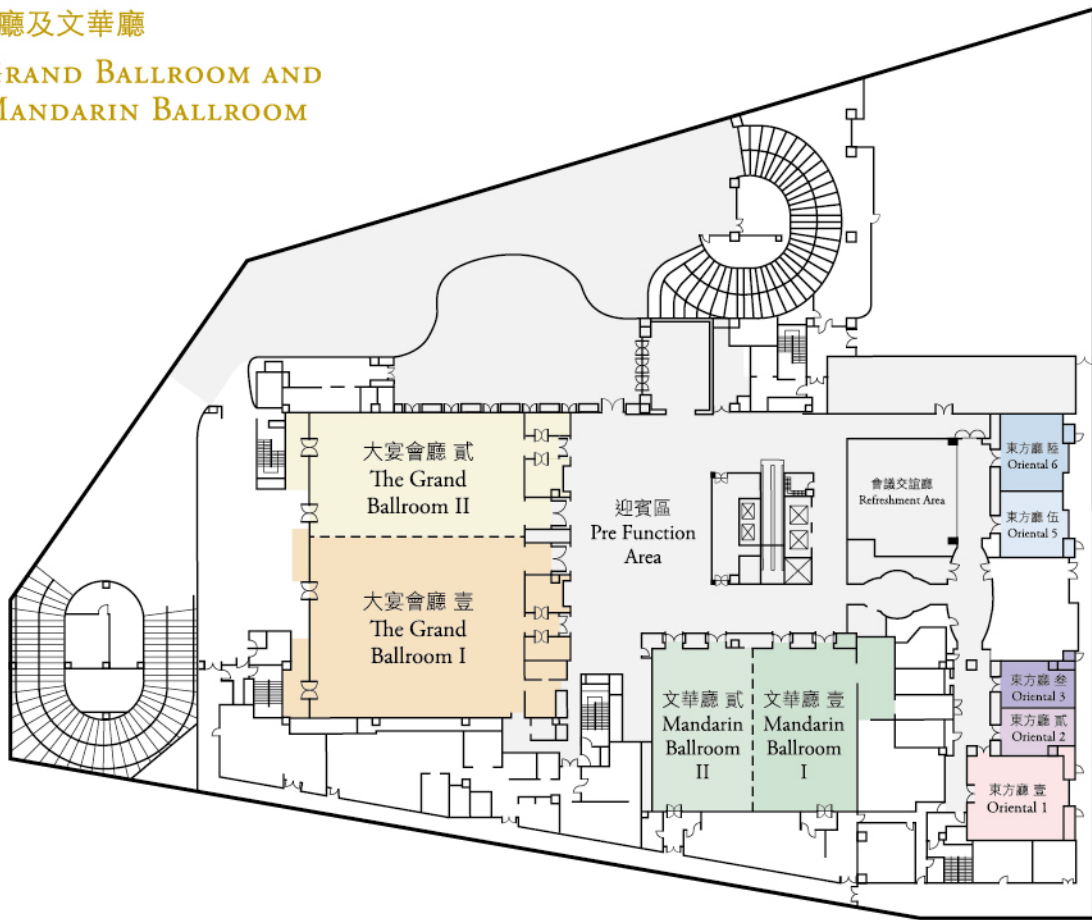 廳及文華廳
GRAND BALLROOM AND
MANDARIN BALLROOM
大宴會廳 貳
The Grand
Ballroom II
大宴會廳 壹
The Grand
Ballroom I
迎賓區
Pre Function
Area
會議交誼廳
Refreshment Area
東方廳 陸
Oriental 6
東方廳 伍
Oriental 5
文華廳 貳
Mandarin
Ballroom
II
文華廳 壹
Mandarin
Ballroom
I
東方廳 叁
Oriental 3
東方廳 貳
Oriental 2
東方廳 壹
Oriental 1